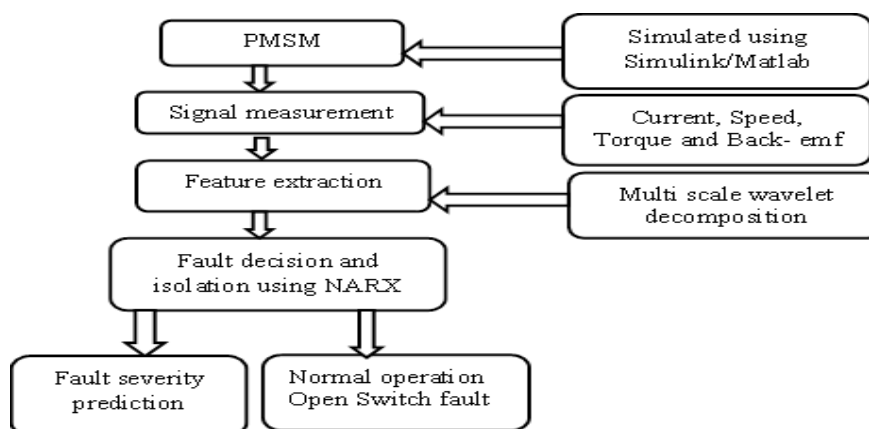 PMSM
Simulated using
Simulink/Matlab
Signal measurement
Current, Speed,
Torque and Back- emf
Feature extraction
Multi scale wavelet
decomposition
Fault decision and
isolation using NARX
Fault severity
prediction
Normal operation
Open Switch fault